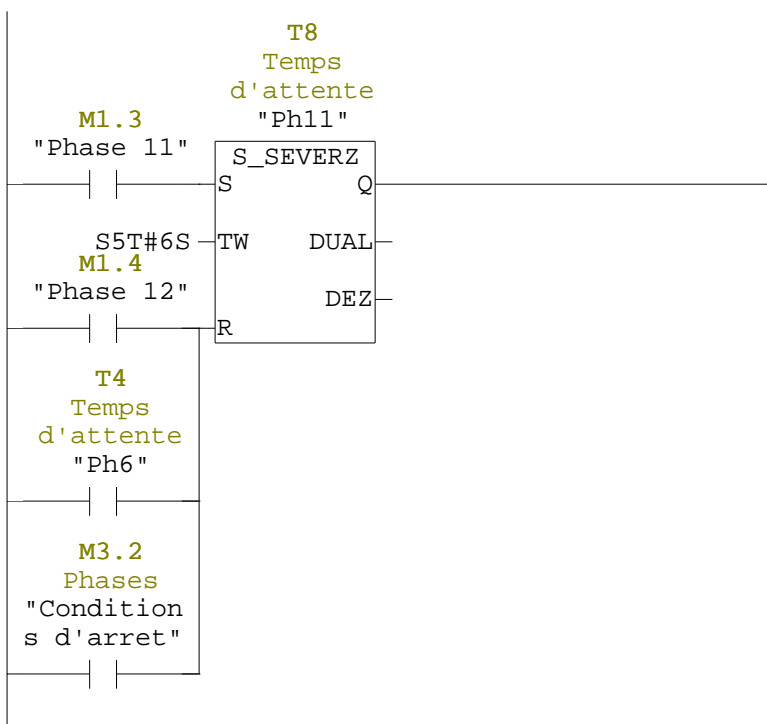 T8
Temps
d'attente
"Ph11"
M1.3
"Phase 11"
S_SEVERZ
S Q
S5T#6S TW DUAL
M1.4
"Phase 12"
DEZ
R
T4
Temps
d'attente
"Ph6"
M3.2
Phases
"Condition
s d'arret"